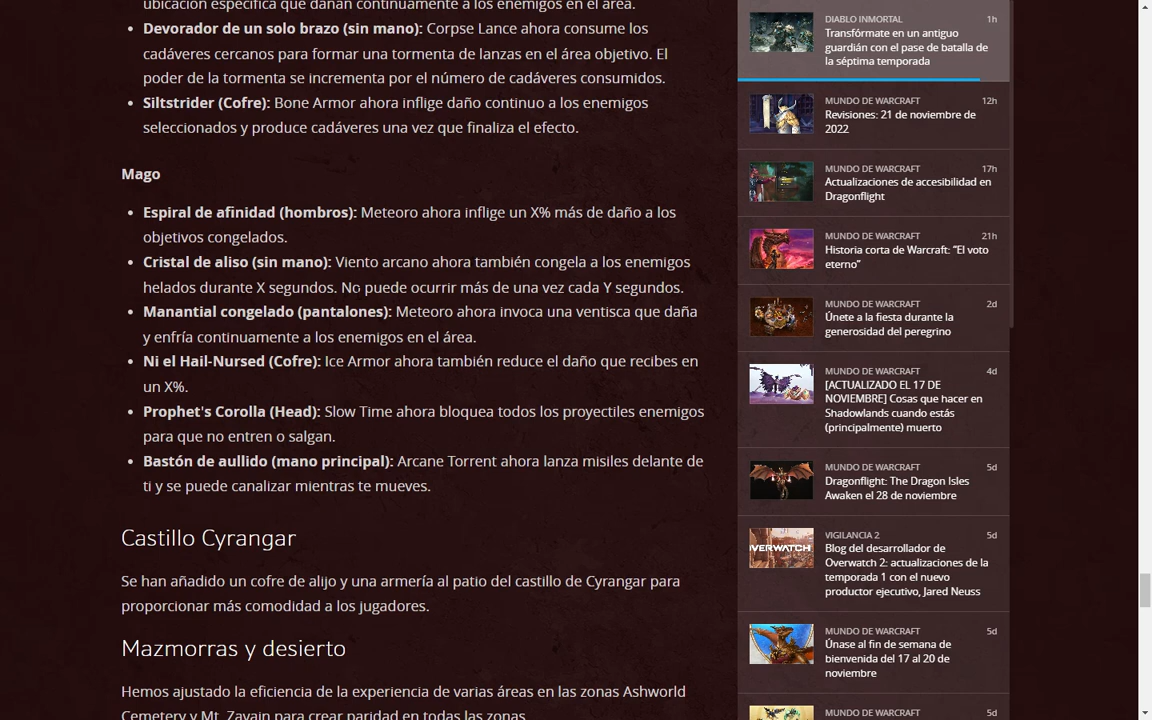 ubicación específica que dañan continuamente a los enemigos en el área.
Devorador de un solo brazo (sin mano): Corpse Lance ahora consume los
cadáveres cercanos para formar una tormenta de lanzas en el área objetivo. El
poder de la tormenta se incrementa por el número de cadáveres consumidos.
Siltstrider (Cofre): Bone Armor ahora inflige daño continuo a los enemigos
seleccionados y produce cadáveres una vez que finaliza el efecto.
Mago
Espiral de afinidad (hombros): Meteoro ahora inflige un X% más de daño a los
objetivos congelados.
Cristal de aliso (sin mano): Viento arcano ahora también congela a los enemigos
helados durante X segundos. No puede ocurrir más de una vez cada Y segundos.
Manantial congelado (pantalones): Meteoro ahora invoca una ventisca que daña
y enfría continuamente a los enemigos en el área.
Ni el Hail-Nursed (Cofre): Ice Armor ahora también reduce el daño que recibes en
un X%.
Prophet's Corolla (Head): Slow Time ahora bloquea todos los proyectiles enemigos
para que no entren o salgan.
Bastón de aullido (mano principal): Arcane Torrent ahora lanza misiles delante de
ti y se puede canalizar mientras te mueves.
Castillo Cyrangar
Se han añadido un cofre de alijo y una armería al patio del castillo de Cyrangar para
proporcionar más comodidad a los jugadores.
Mazmorras y desierto
Hemos ajustado la eficiencia de la experiencia de varias áreas en las zonas Ashworld
Cemetery y Mt. Zavain para crear paridad en todas las zonas.
DIABLO INMORTAL 1h
Transfórmate en un antiguo
guardián con el pase de batalla de
la séptima temporada
MUNDO DE WARCRAFT 12h
Revisiones: 21 de noviembre de
2022
MUNDO DE WARCRAFT 17h
Actualizaciones de accesibilidad en
Dragonflight
MUNDO DE WARCRAFT 21h
Historia corta de Warcraft: “El voto
eterno”
MUNDO DE WARCRAFT 2d
Únete a la fiesta durante la
generosidad del peregrino
MUNDO DE WARCRAFT 4d
[ACTUALIZADO EL 17 DE
NOVIEMBRE] Cosas que hacer en
Shadowlands cuando estás
(principalmente) muerto
MUNDO DE WARCRAFT 5d
Dragonflight: The Dragon Isles
Awaken el 28 de noviembre
VIGILANCIA 2 5d
VERWATCH
Blog del desarrollador de
Overwatch 2: actualizaciones de la
temporada 1 con el nuevo
productor ejecutivo, Jared Neuss
MUNDO DE WARCRAFT 5d
Únase al fin de semana de
bienvenida del 17 al 20 de
noviembre
MUNDO DE WARCRAFT 5d